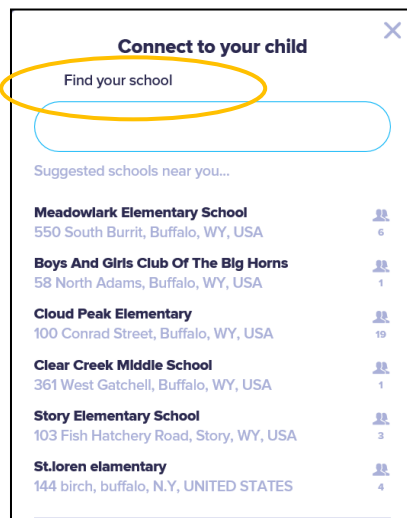 Connect to your child
Find your school
Suggested schools near you...
Meadowlark Elementary School
550 South Burrit, Buffalo, WY, USA
6
Boys And Girls Club Of The Big Horns
58 North Adams, Buffalo, WY, USA
1
Cloud Peak Elementary
100 Conrad Street, Buffalo, WY, USA
19
Clear Creek Middle School
361 West Gatchell, Buffalo, WY, USA
1
Story Elementary School
103 Fish Hatchery Road, Story, WY, USA
3
St.loren elamentary
144 birch, buffalo, N.Y, UNITED STATES
4